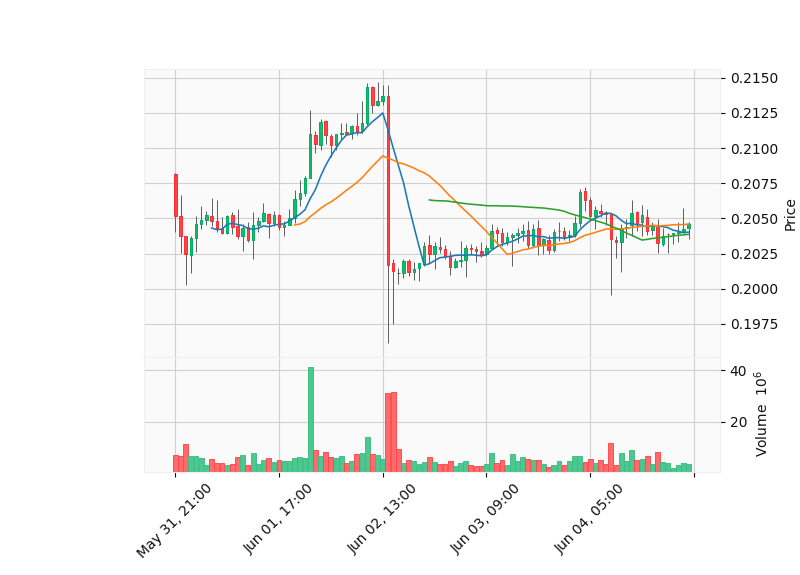 0.2150
0.2125
0.2100
0.2075
0.2050
0.2025
0.2000
0.1975
Price
40
20
Volume 10^6
May 31, 21:00
Jun 01, 17:00
Jun 02, 13:00
Jun 03, 09:00
Jun 04, 05:00